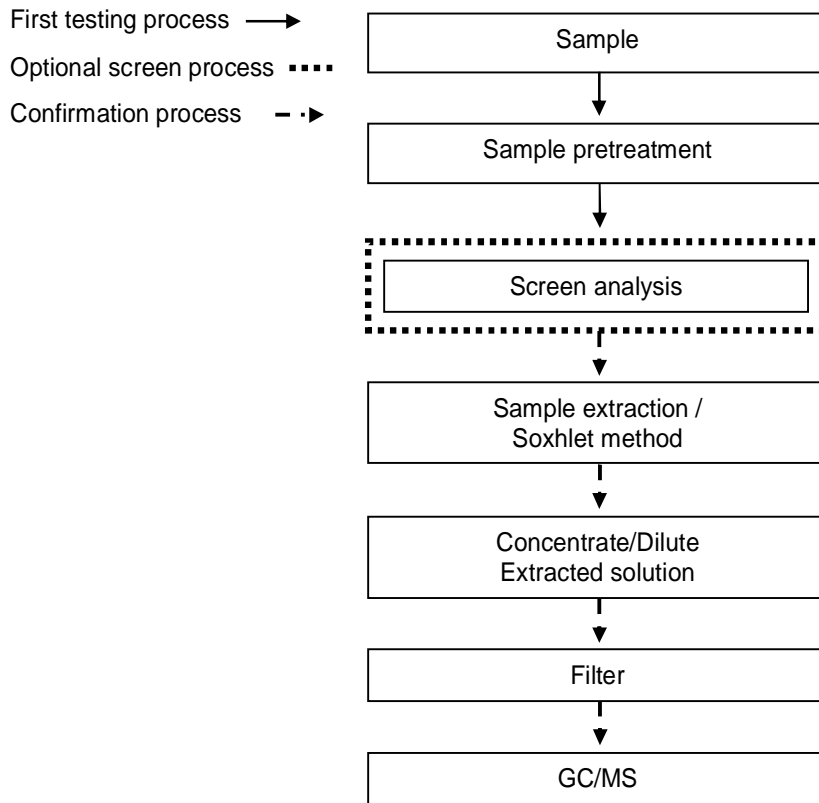 First testing process
Optional screen process
Confirmation process
Sample
Sample pretreatment
Screen analysis
Sample extraction /
Soxhlet method
Concentrate/Dilute
Extracted solution
Filter
GC/MS